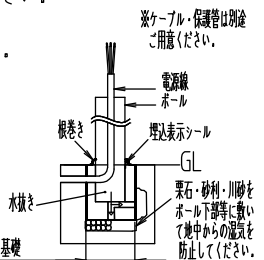 ※ケーブル・保護管は別途
ご用意ください。
電源線
ポール
根巻き
埋込表示シール
GL
水抜き
栗石・砂利・川砂を
ポール下部等に敷い
て地中からの湿気を
防止してください。
基礎